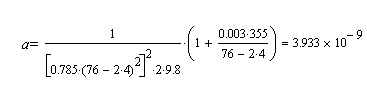 a= 1 / [0.785·(76 − 2·4)²]²·2·9.8 · (1 + 0.003·355 / 76 − 2·4) = 3.933 × 10⁻⁹